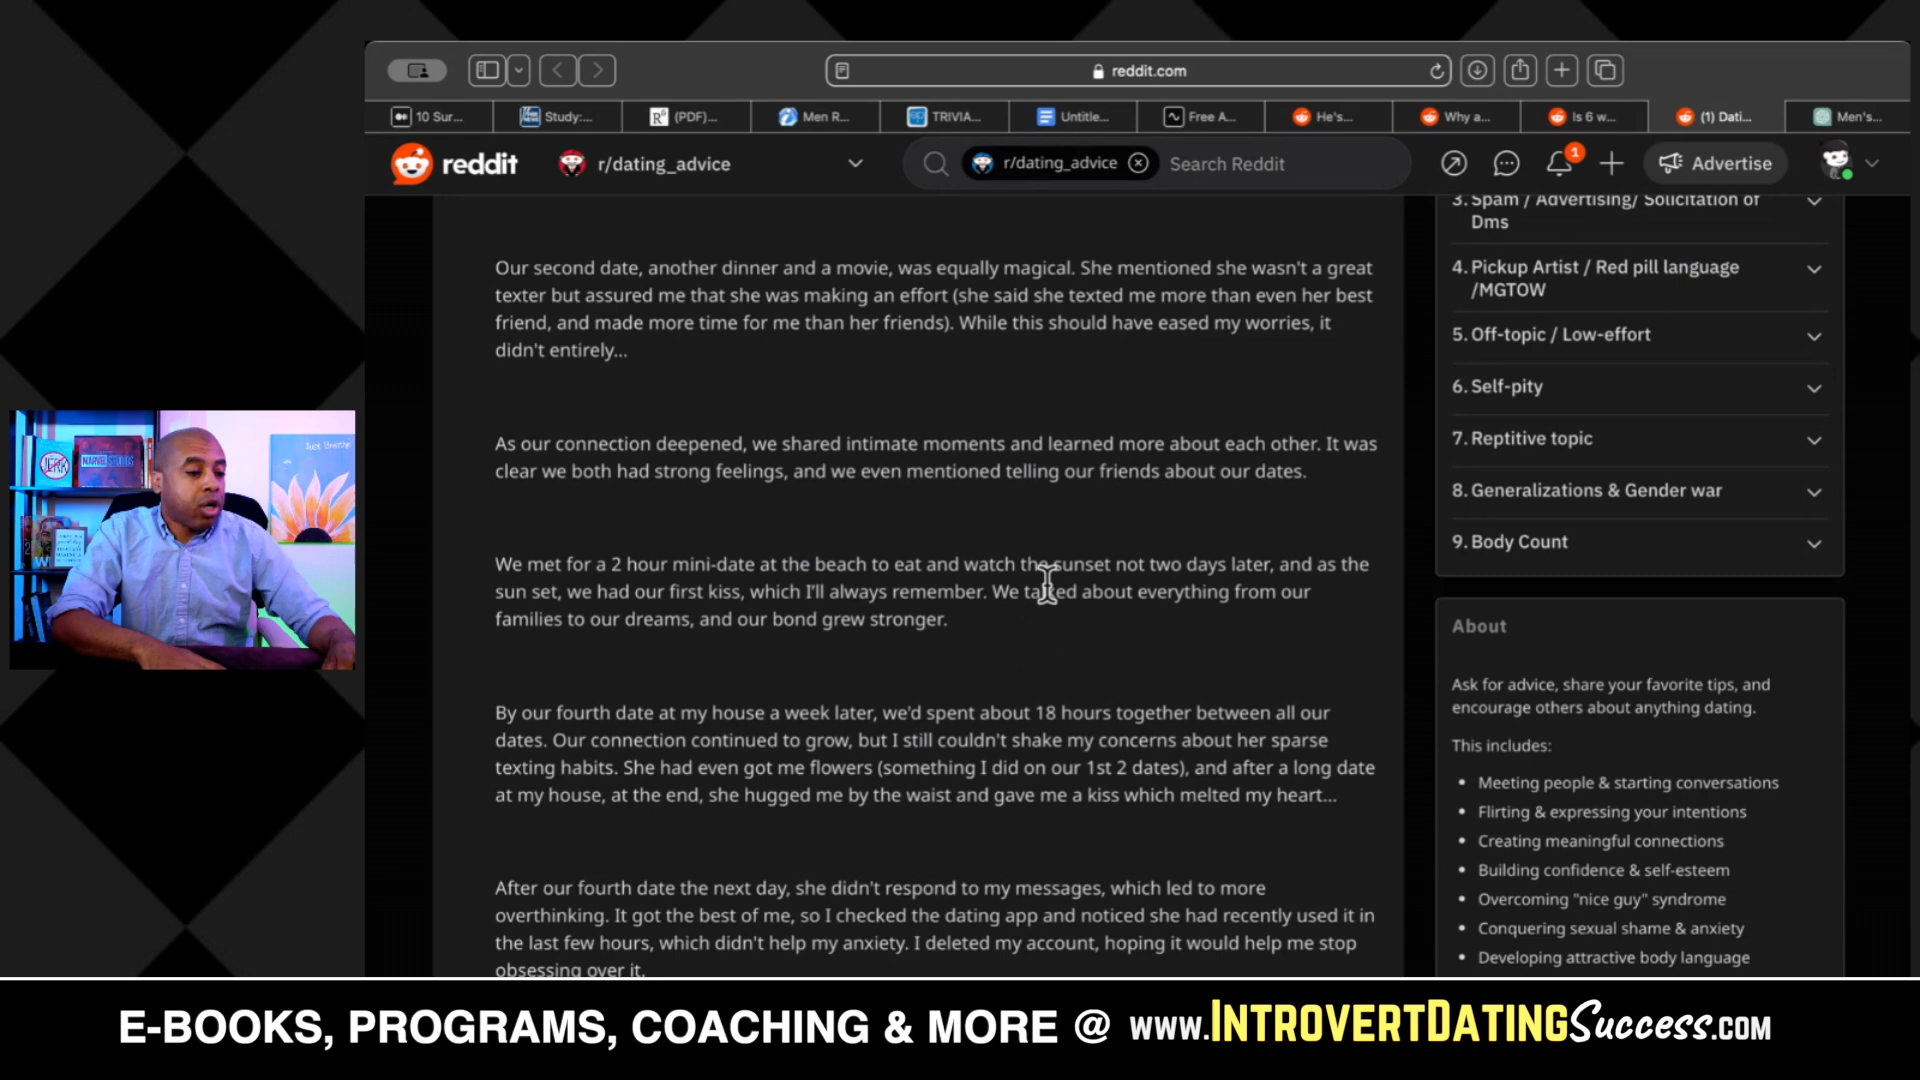 reddit.com
10 Sur...
Study:...
(PDF)...
Men R...
TRIVIA...
Untitle...
Free A...
He's...
Why a...
Is 6 w...
(1) Dati...
Men's...
reddit
r/dating_advice
r/dating_advice
Search Reddit
1
Advertise
Our second date, another dinner and a movie, was equally magical. She mentioned she wasn't a great
texter but assured me that she was making an effort (she said she texted me more than even her best
friend, and made more time for me than her friends). While this should have eased my worries, it
didn't entirely...
As our connection deepened, we shared intimate moments and learned more about each other. It was
clear we both had strong feelings, and we even mentioned telling our friends about our dates.
We met for a 2 hour mini-date at the beach to eat and watch the sunset not two days later, and as the
sun set, we had our first kiss, which I'll always remember. We talked about everything from our
families to our dreams, and our bond grew stronger.
By our fourth date at my house a week later, we'd spent about 18 hours together between all our
dates. Our connection continued to grow, but I still couldn't shake my concerns about her sparse
texting habits. She had even got me flowers (something I did on our 1st 2 dates), and after a long date
at my house, at the end, she hugged me by the waist and gave me a kiss which melted my heart...
After our fourth date the next day, she didn't respond to my messages, which led to more
overthinking. It got the best of me, so I checked the dating app and noticed she had recently used it in
the last few hours, which didn't help my anxiety. I deleted my account, hoping it would help me stop
obsessing over it.
3. Spam / Advertising/ Solicitation of
Dms
4. Pickup Artist / Red pill language
/MGTOW
5. Off-topic / Low-effort
6. Self-pity
7. Reptitive topic
8. Generalizations & Gender war
9. Body Count
About
Ask for advice, share your favorite tips, and
encourage others about anything dating.
This includes:
• Meeting people & starting conversations
• Flirting & expressing your intentions
• Creating meaningful connections
• Building confidence & self-esteem
• Overcoming "nice guy" syndrome
• Conquering sexual shame & anxiety
• Developing attractive body language
JERK
MARVEL STUDIOS
Just Breathe
E-BOOKS, PROGRAMS, COACHING & MORE @ WWW.INTROVERTDATINGSUCCESS.COM